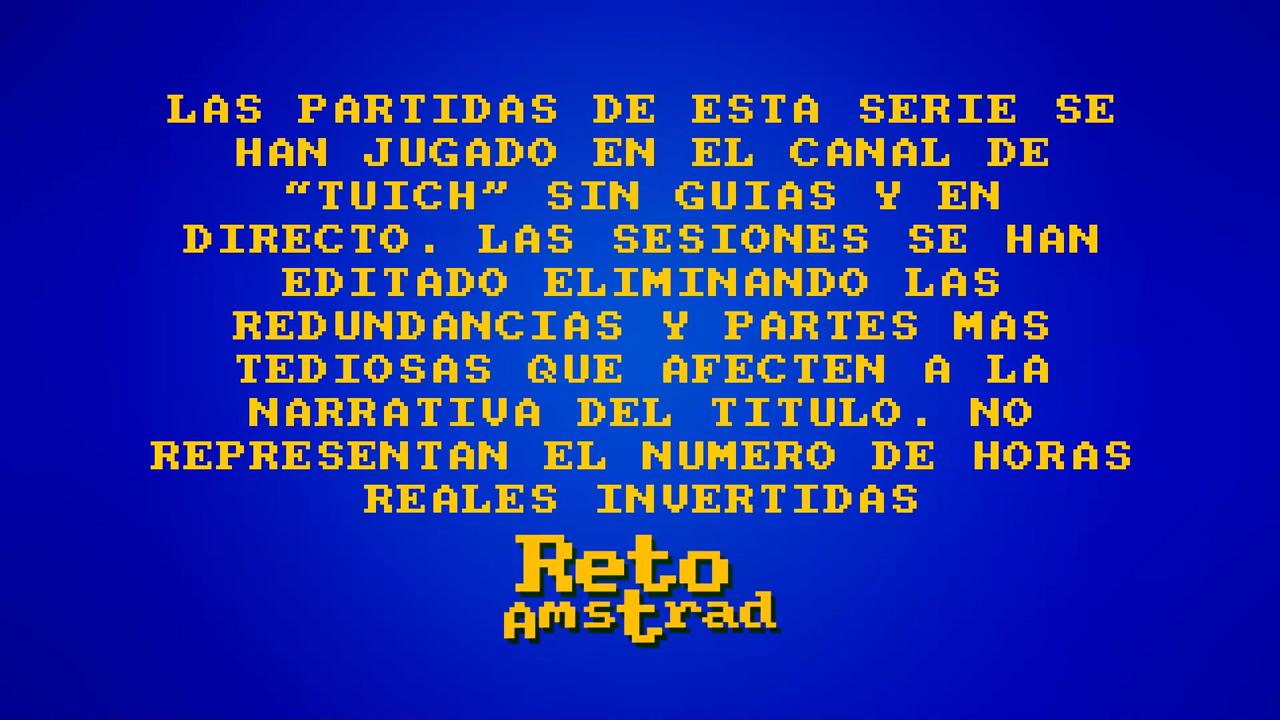 LAS PARTIDAS DE ESTA SERIE SE
HAN JUGADO EN EL CANAL DE
"TUICH" SIN GUIAS Y EN
DIRECTO. LAS SESIONES SE HAN
EDITADO ELIMINANDO LAS
REDUNDANCIAS Y PARTES MAS
TEDIOSAS QUE AFECTEN A LA
NARRATIVA DEL TITULO. NO
REPRESENTAN EL NUMERO DE HORAS
REALES INVERTIDAS
Reto
Amstrad